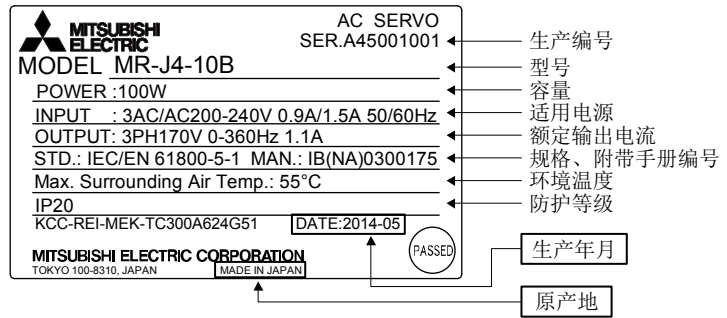 MITSUBISHI
ELECTRIC
AC SERVO
SER.A45001001
生产编号
MODEL MR-J4-10B
型号
POWER :100W
容量
INPUT : 3AC/AC200-240V 0.9A/1.5A 50/60Hz
适用电源
OUTPUT: 3PH170V 0-360Hz 1.1A
额定输出电流
STD.: IEC/EN 61800-5-1 MAN.: IB(NA)0300175
规格、附带手册编号
Max. Surrounding Air Temp.: 55°C
环境温度
IP20
防护等级
KCC-REI-MEK-TC300A624G51 DATE:2014-05
生产年月
PASSED
MITSUBISHI ELECTRIC CORPORATION
TOKYO 100-8310, JAPAN MADE IN JAPAN
原产地